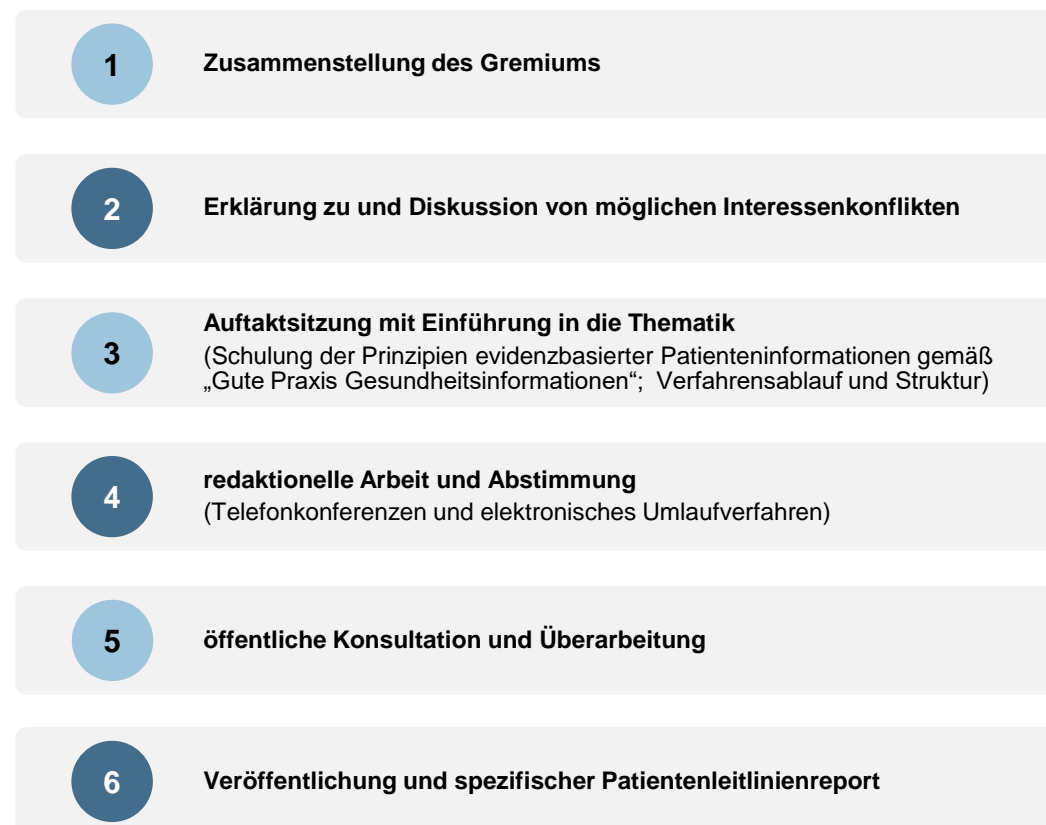 1
Zusammenstellung des Gremiums
2
Erklärung zu und Diskussion von möglichen Interessenkonflikten
3
Auftaktsitzung mit Einführung in die Thematik
(Schulung der Prinzipien evidenzbasierter Patienteninformationen gemäß
„Gute Praxis Gesundheitsinformationen“; Verfahrensablauf und Struktur)
4
redaktionelle Arbeit und Abstimmung
(Telefonkonferenzen und elektronisches Umlaufverfahren)
5
öffentliche Konsultation und Überarbeitung
6
Veröffentlichung und spezifischer Patientenleitlinienreport